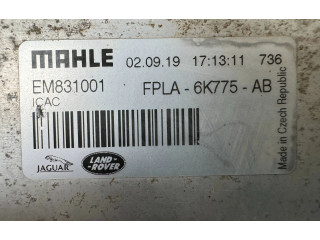 MAHLE 02.09.19 17:13:11 736
EM831001 FPLA - 6K775 - AB
ICAC
JAGUAR
LAND-
ROVER
Made in Czech Republic